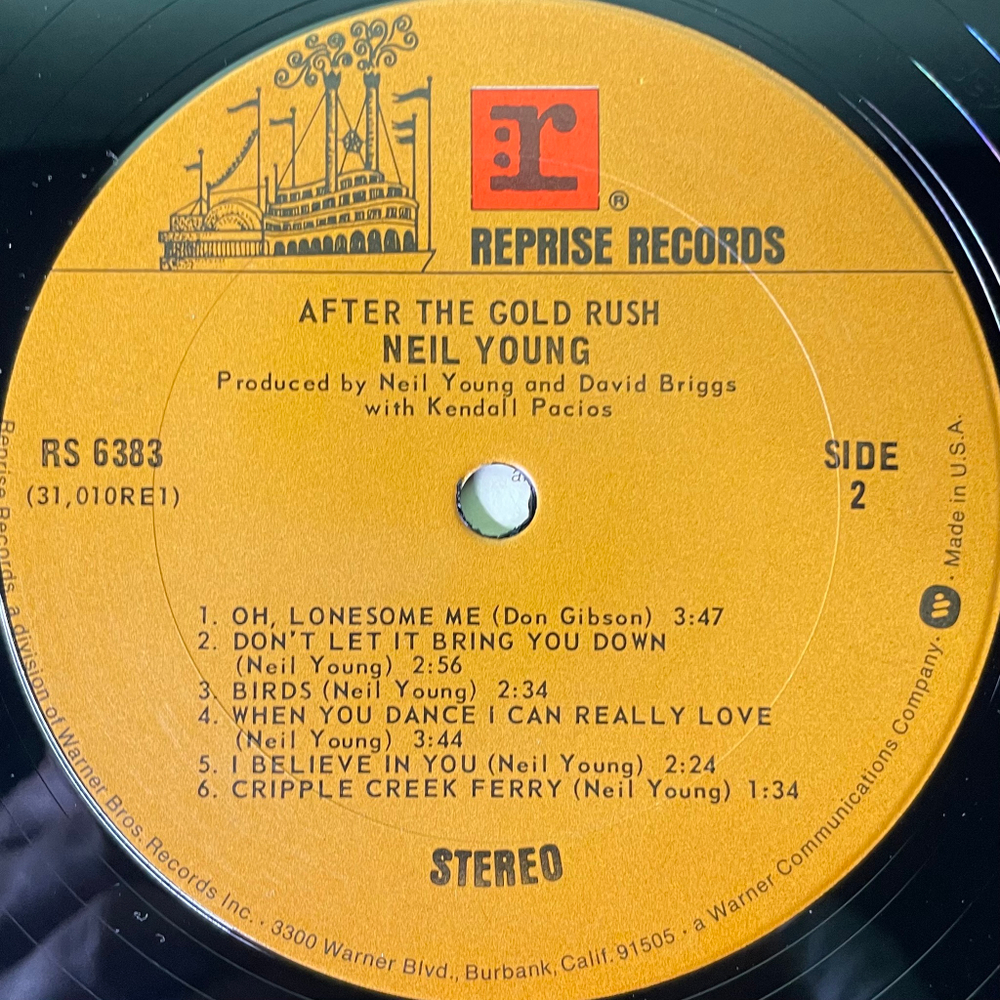 r
®
REPRISE RECORDS
AFTER THE GOLD RUSH
NEIL YOUNG
Produced by Neil Young and David Briggs
with Kendall Pacios
RS 6383
(31,010RE1)
SIDE
2
1. OH, LONESOME ME (Don Gibson) 3:47
2. DON'T LET IT BRING YOU DOWN
(Neil Young) 2:56
3. BIRDS (Neil Young) 2:34
4. WHEN YOU DANCE I CAN REALLY LOVE
(Neil Young) 3:44
5. I BELIEVE IN YOU (Neil Young) 2:24
6. CRIPPLE CREEK FERRY (Neil Young) 1:34
STEREO
Reprise Records, a division of Warner Bros. Records Inc. · 3300 Warner Blvd., Burbank, Calif. 91505 · a Warner Communications Company · W · Made in U.S.A.